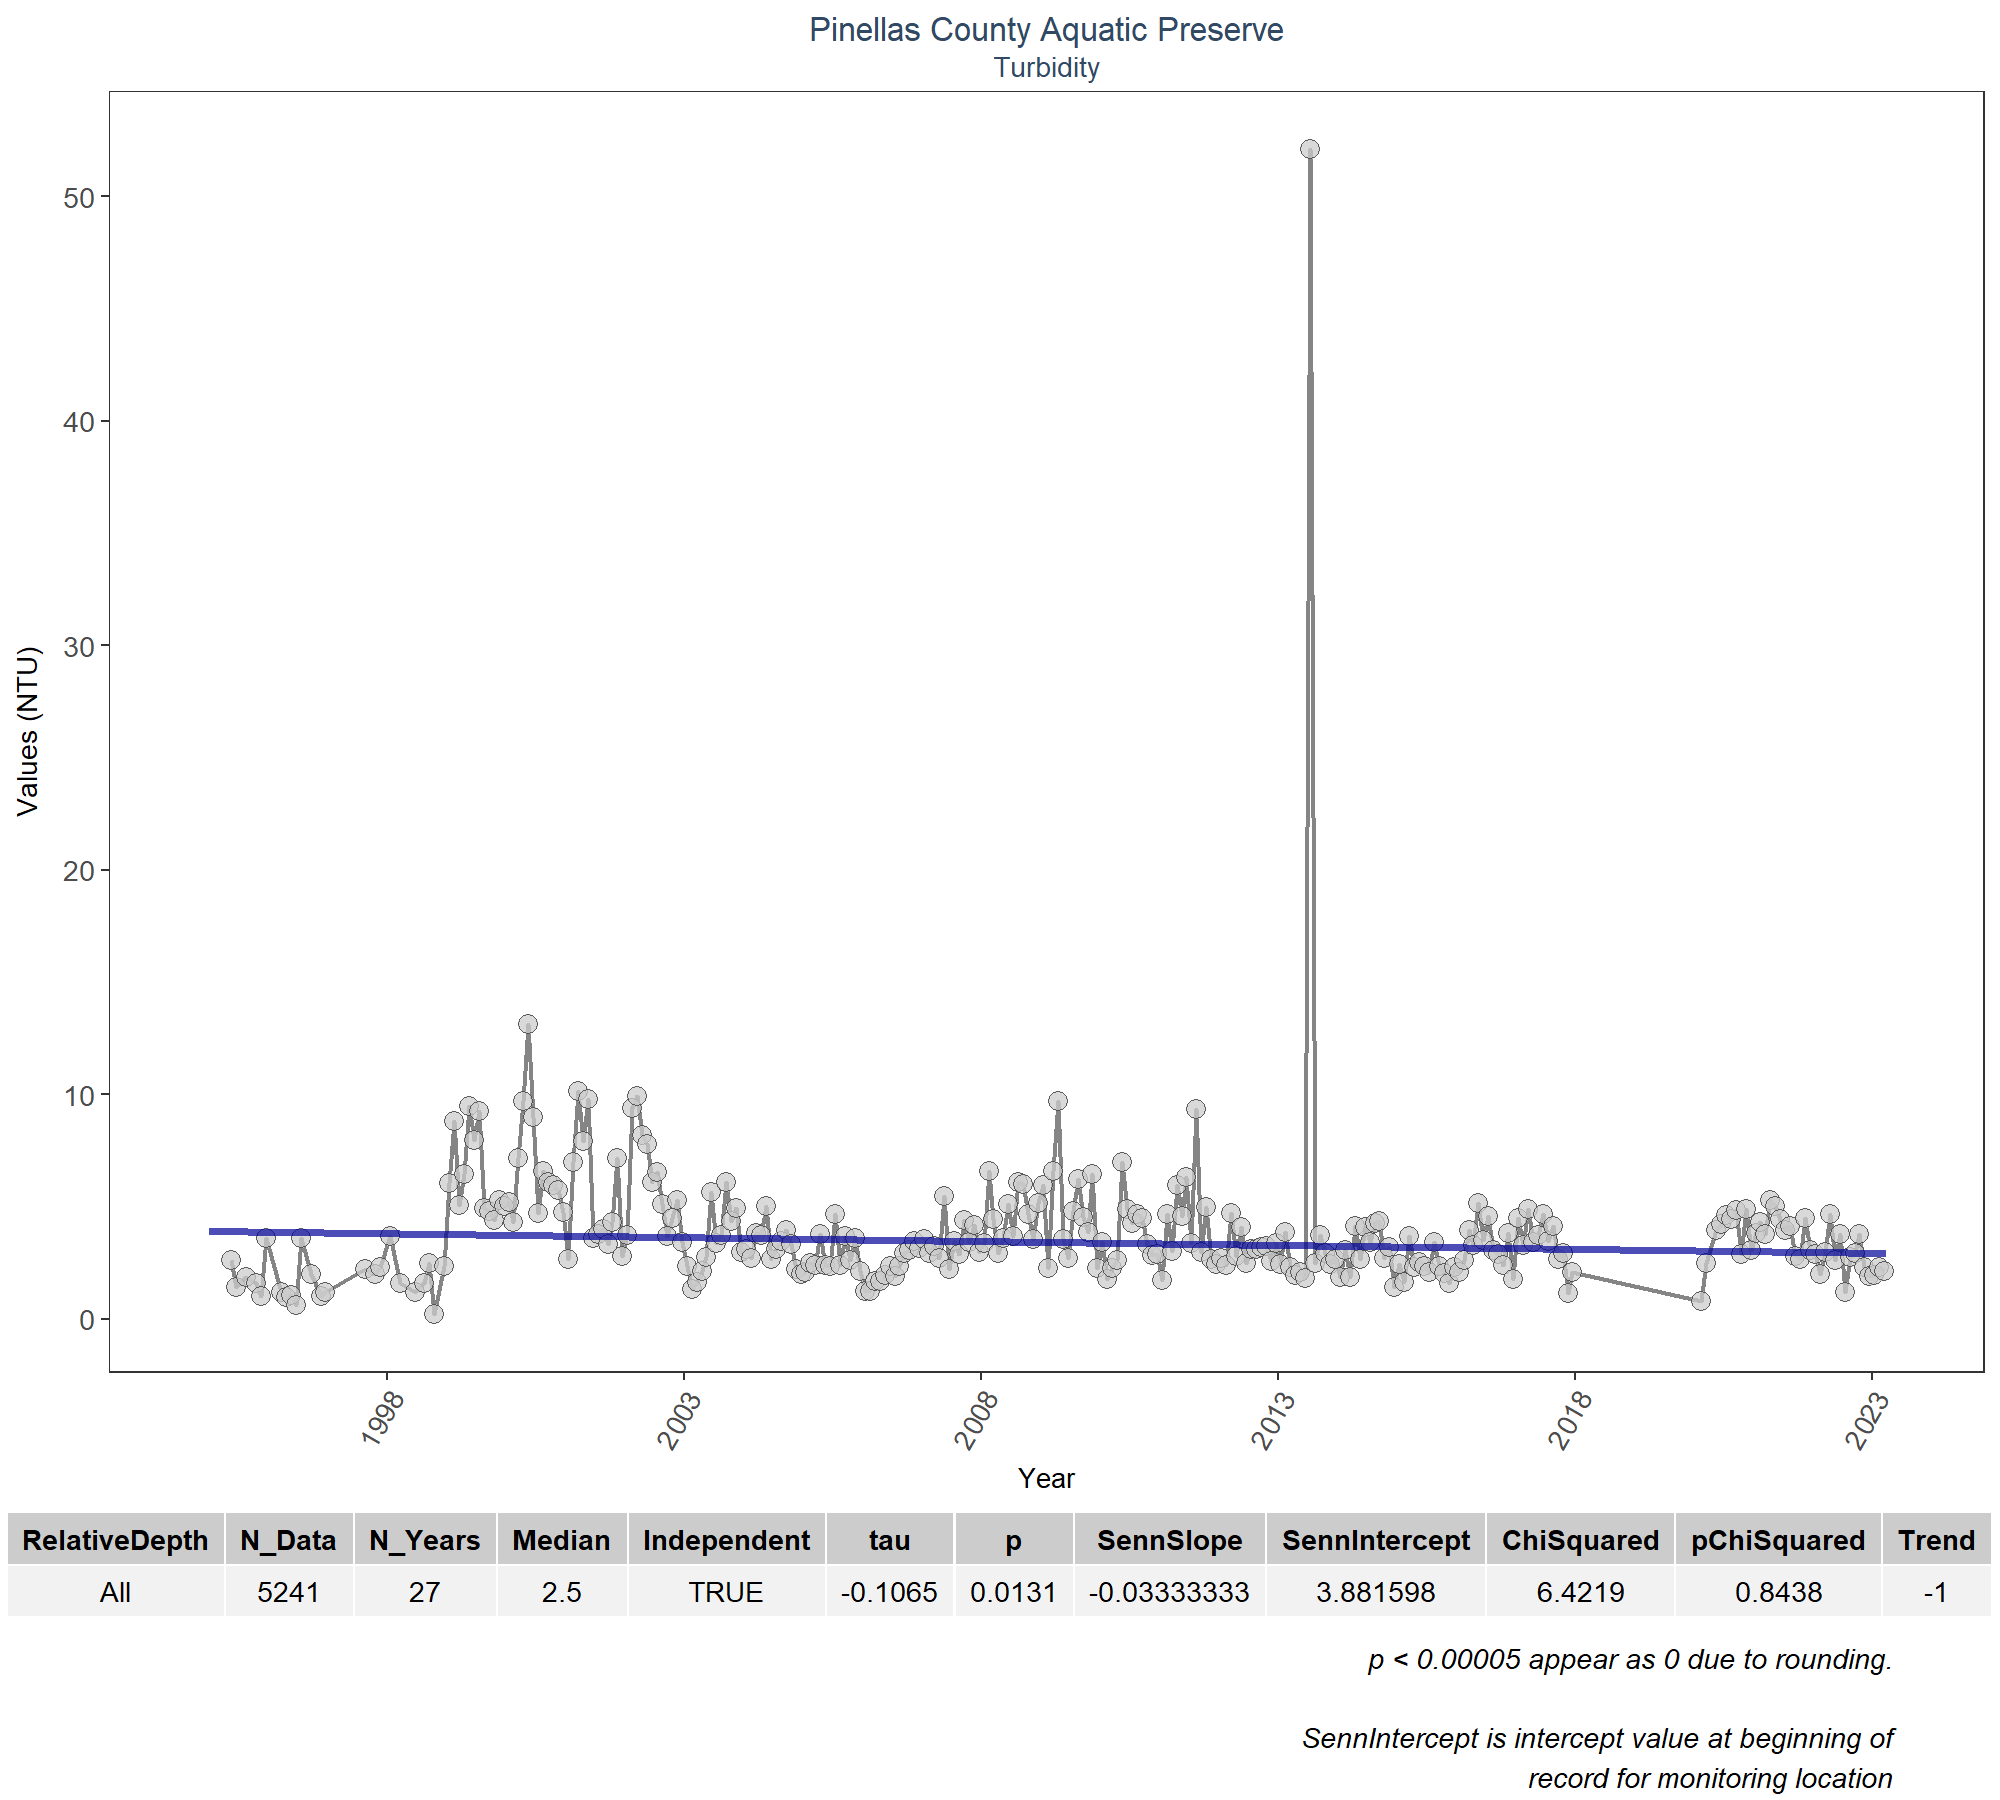 Pinellas County Aquatic Preserve
Turbidity
Values (NTU)
50
40
30
20
10
0
1998 2003 2008 2013 2018 2023
Year
RelativeDepth N_Data N_Years Median Independent tau p SennSlope SennIntercept ChiSquared pChiSquared Trend
All 5241 27 2.5 TRUE -0.1065 0.0131 -0.03333333 3.881598 6.4219 0.8438 -1
p < 0.00005 appear as 0 due to rounding.
SennIntercept is intercept value at beginning of
record for monitoring location